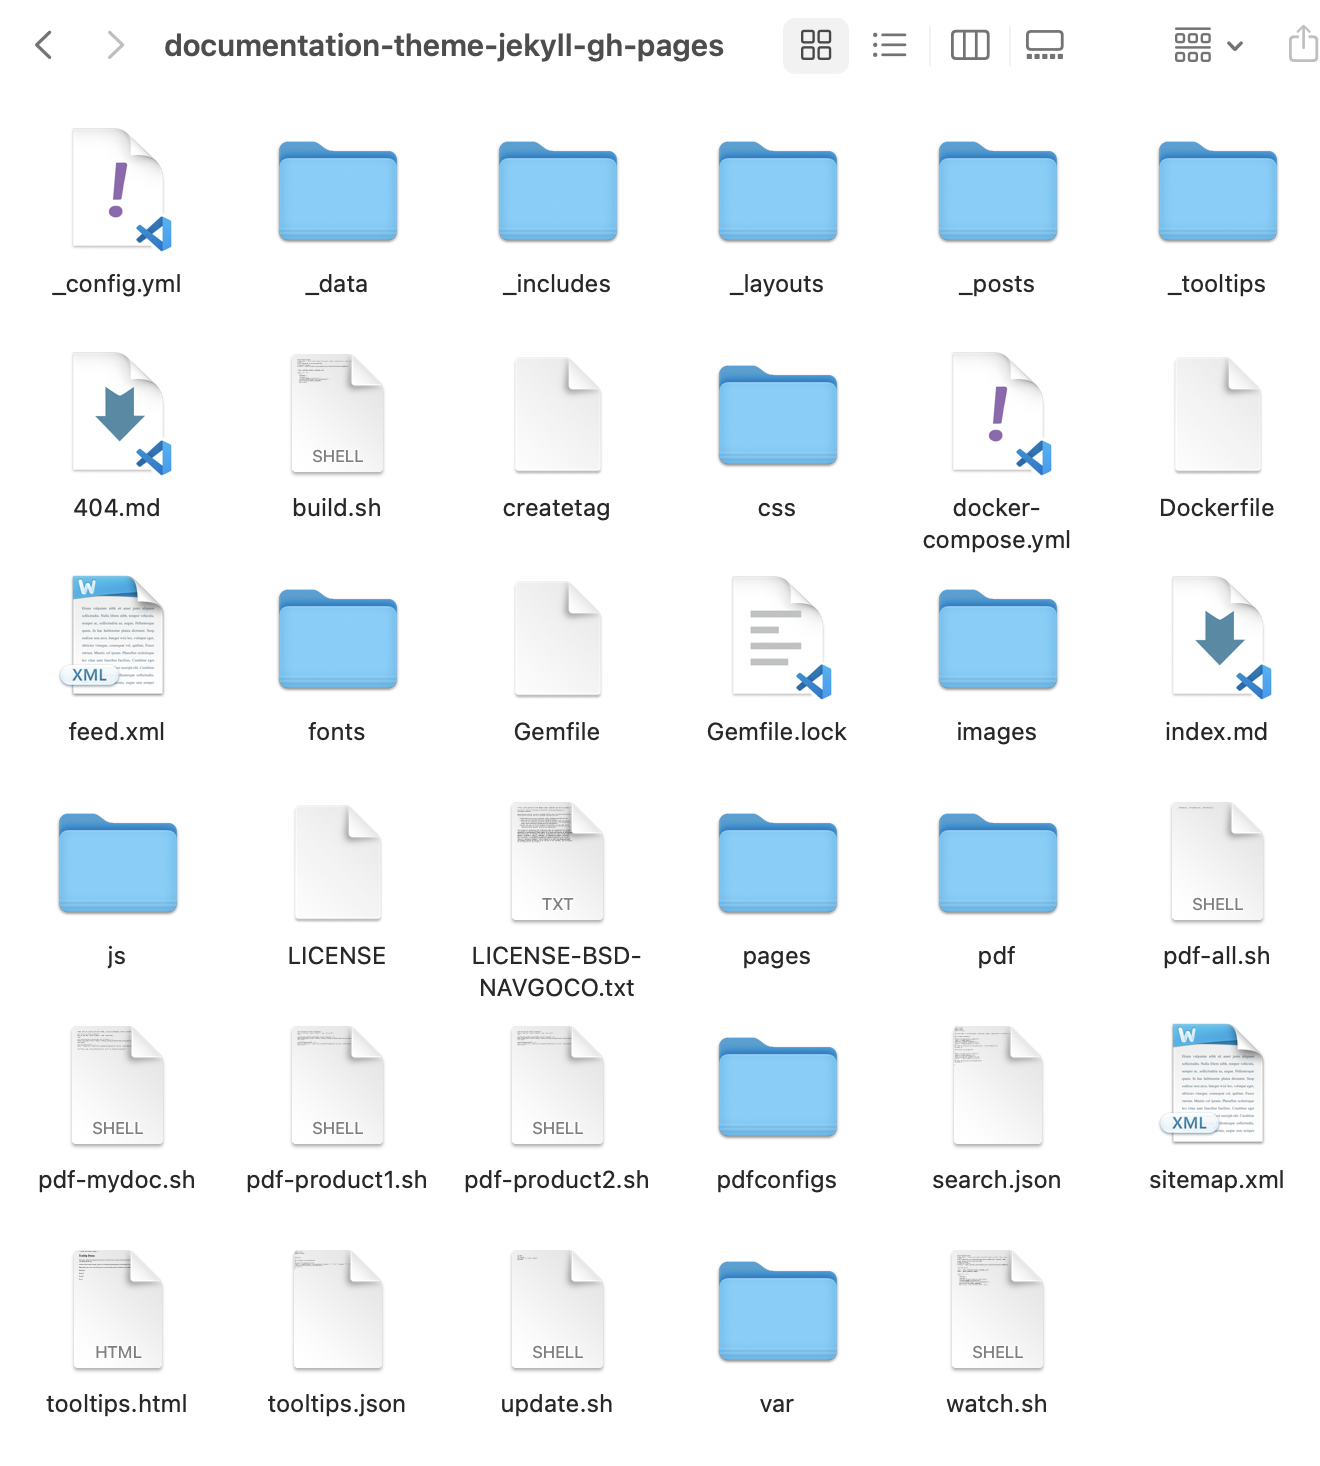 documentation-theme-jekyll-gh-pages
_config.yml
_data
_includes
_layouts
_posts
_tooltips
SHELL
404.md
build.sh
createtag
css
docker-
compose.yml
Dockerfile
W
XML
feed.xml
fonts
Gemfile
Gemfile.lock
images
index.md
TXT
SHELL
js
LICENSE
LICENSE-BSD-
NAVGOCO.txt
pages
pdf
pdf-all.sh
SHELL
SHELL
SHELL
W
XML
pdf-mydoc.sh
pdf-product1.sh
pdf-product2.sh
pdfconfigs
search.json
sitemap.xml
HTML
SHELL
SHELL
tooltips.html
tooltips.json
update.sh
var
watch.sh